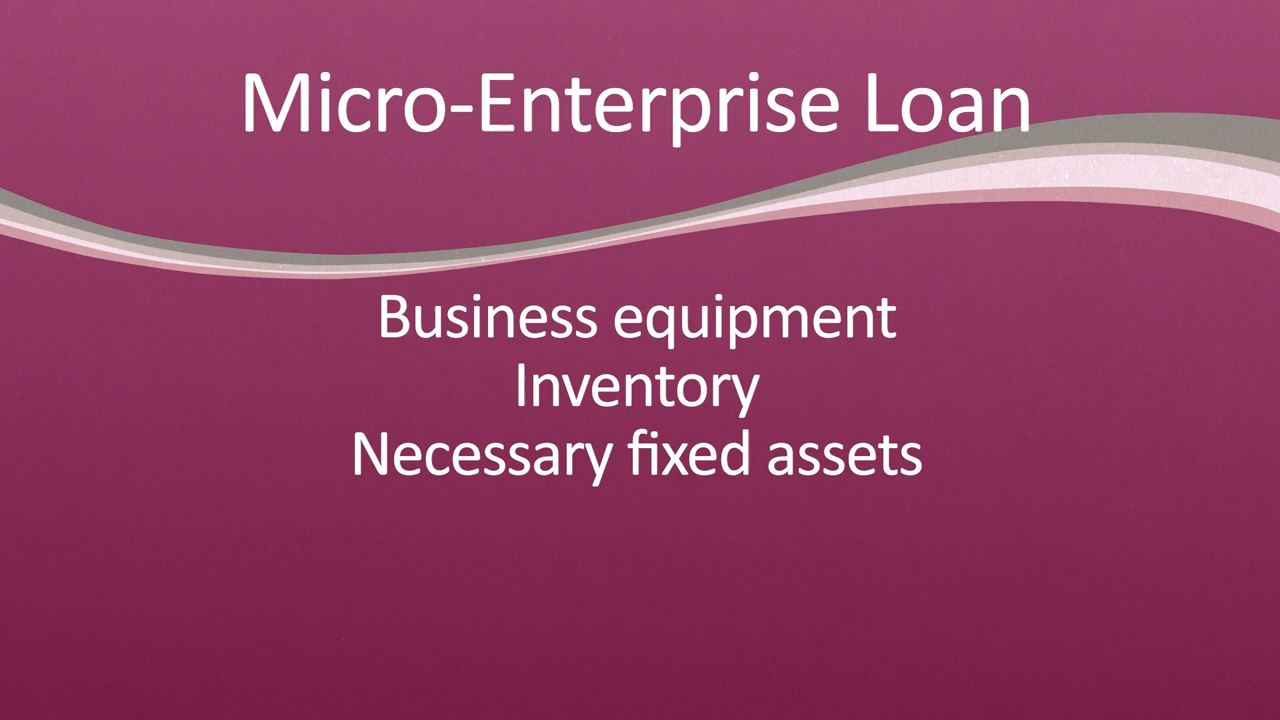 Micro-Enterprise Loan
Business equipment
Inventory
Necessary fixed assets